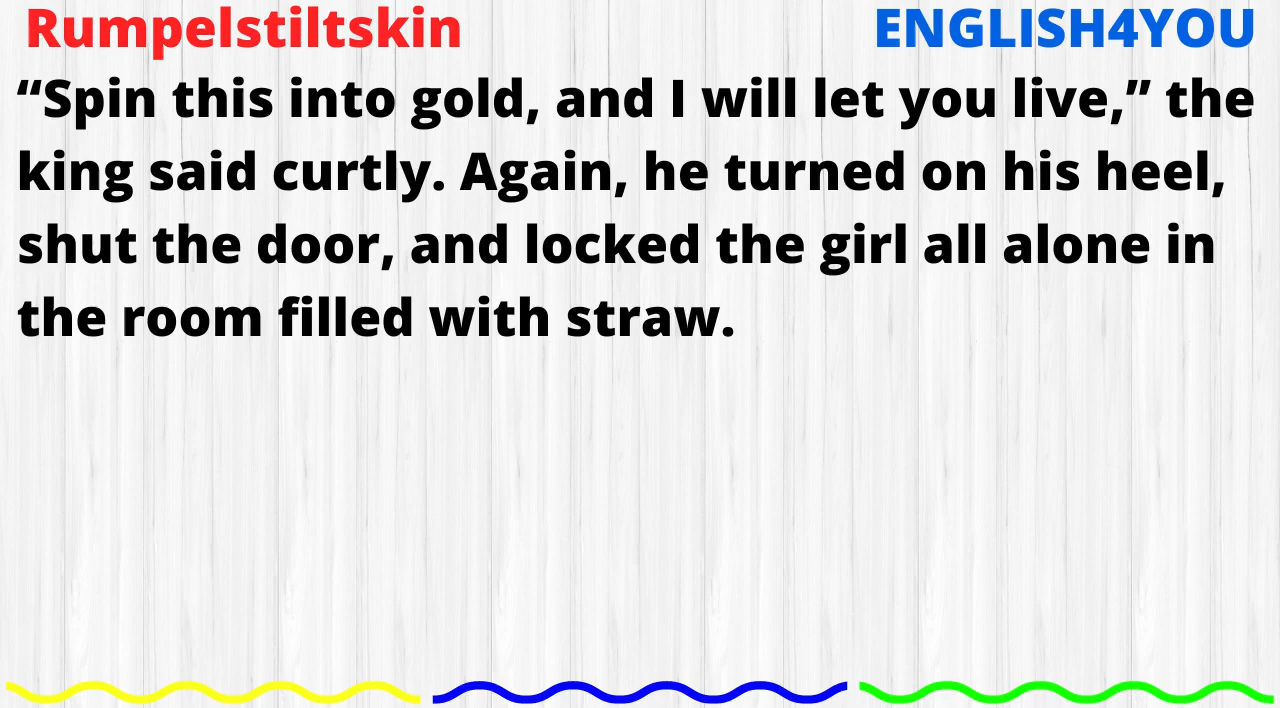 Rumpelstiltskin
ENGLISH4YOU
“Spin this into gold, and I will let you live,” the
king said curtly. Again, he turned on his heel,
shut the door, and locked the girl all alone in
the room filled with straw.